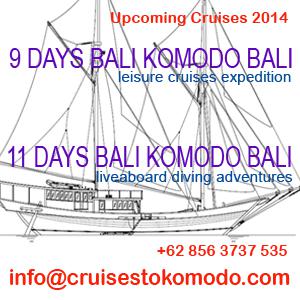 Upcoming Cruises 2014
9 DAYS BALI KOMODO BALI
leisure cruises expedition
11 DAYS BALI KOMODO BALI
liveaboard diving adventures
+62 856 3737 535
info@cruisestokomodo.com